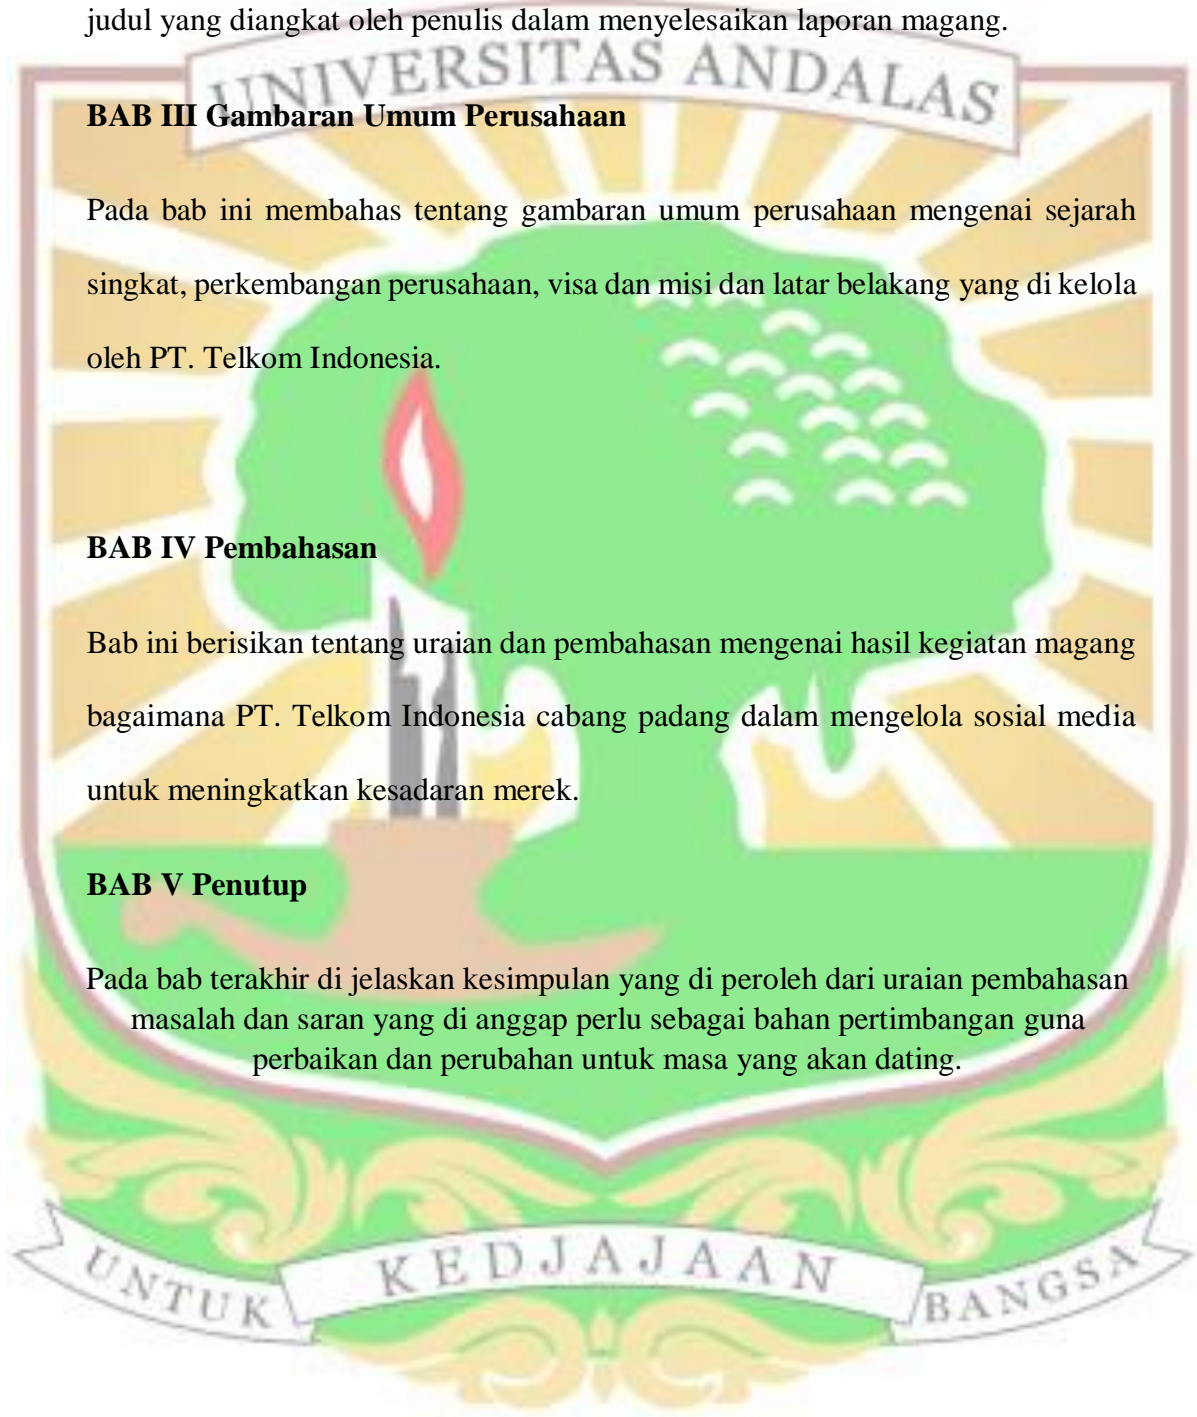 judul yang diangkat oleh penulis dalam menyelesaikan laporan magang.
UNIVERSITAS ANDALAS
BAB III Gambaran Umum Perusahaan
Pada bab ini membahas tentang gambaran umum perusahaan mengenai sejarah
singkat, perkembangan perusahaan, visa dan misi dan latar belakang yang di kelola
oleh PT. Telkom Indonesia.
BAB IV Pembahasan
Bab ini berisikan tentang uraian dan pembahasan mengenai hasil kegiatan magang
bagaimana PT. Telkom Indonesia cabang padang dalam mengelola sosial media
untuk meningkatkan kesadaran merek.
BAB V Penutup
Pada bab terakhir di jelaskan kesimpulan yang di peroleh dari uraian pembahasan
masalah dan saran yang di anggap perlu sebagai bahan pertimbangan guna
perbaikan dan perubahan untuk masa yang akan dating.
UNTUK KEDJAJAAN BANGSA